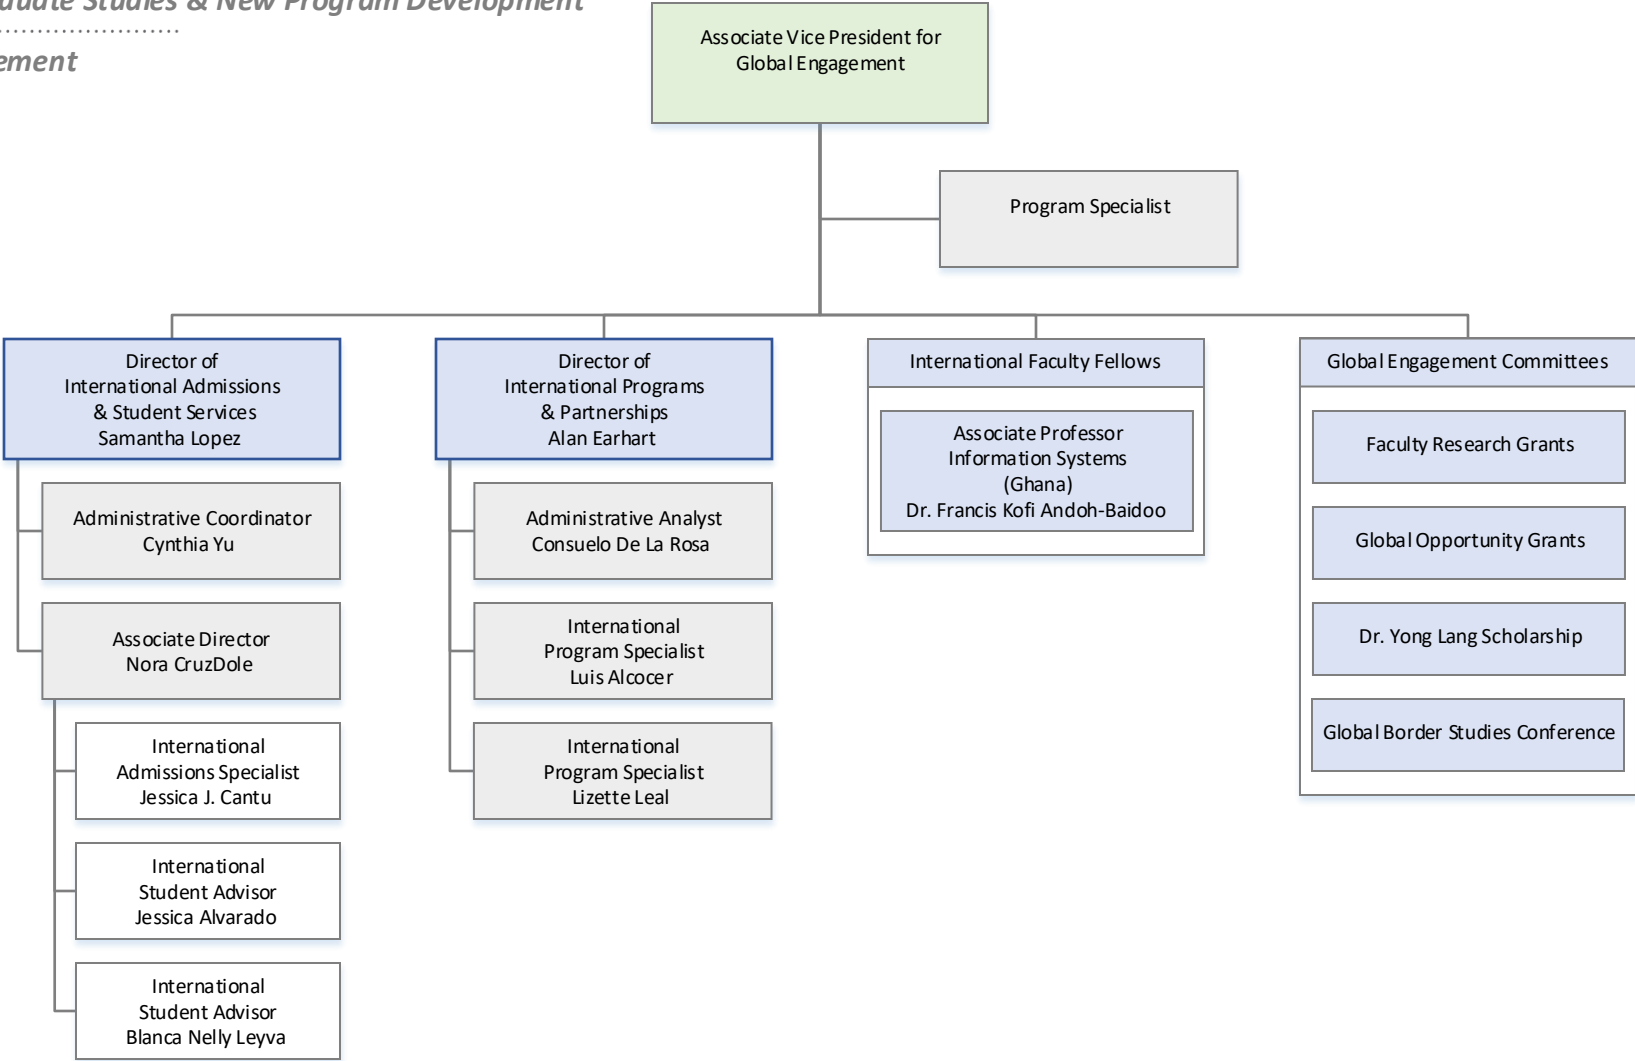 Studies & New Program Development
Associate Vice President for
Global Engagement
Program Specialist
Director of
International Admissions
& Student Services
Samantha Lopez
Administrative Coordinator
Cynthia Yu
Associate Director
Nora CruzDole
International
Admissions Specialist
Jessica J. Cantu
International
Student Advisor
Jessica Alvarado
International
Student Advisor
Blanca Nelly Leyva
Director of
International Programs
& Partnerships
Alan Earhart
Administrative Analyst
Consuelo De La Rosa
International
Program Specialist
Luis Alcocer
International
Program Specialist
Lizette Leal
International Faculty Fellows
Associate Professor
Information Systems
(Ghana)
Dr. Francis Kofi Andoh-Baidoo
Global Engagement Committees
Faculty Research Grants
Global Opportunity Grants
Dr. Yong Lang Scholarship
Global Border Studies Conference